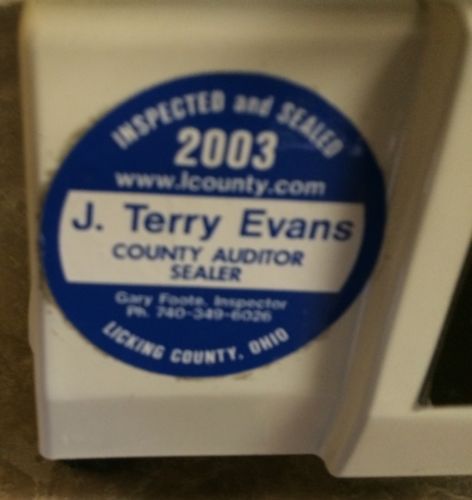 INSPECTED and SEALED
2003
www.lcounty.com
J. Terry Evans
COUNTY AUDITOR
SEALER
Gary Foote, Inspector
Ph. 740-349-6026
LICKING COUNTY, OHIO